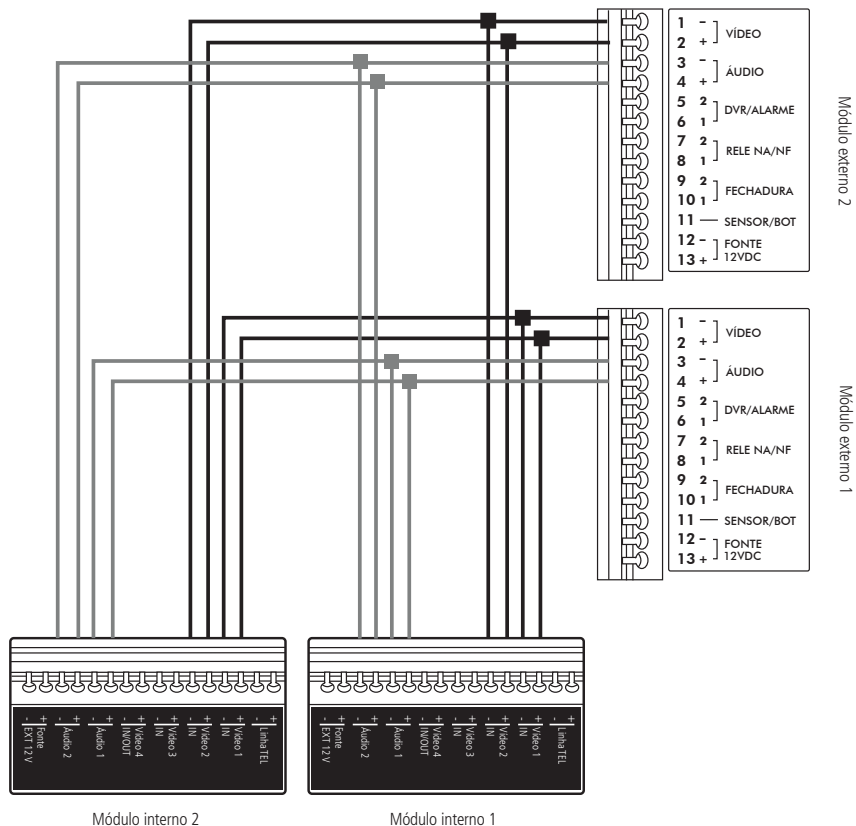 1 -
2 +
VÍDEO
3 -
4 +
ÁUDIO
5 2
6 1
DVR/ALARME
7 2
8 1
RELE NA/NF
9 2
10 1
FECHADURA
11 — SENSOR/BOT
12 -
13 +
FONTE
12VDC
Módulo externo 2
1 -
2 +
VÍDEO
3 -
4 +
ÁUDIO
5 2
6 1
DVR/ALARME
7 2
8 1
RELE NA/NF
9 2
10 1
FECHADURA
11 — SENSOR/BOT
12 -
13 +
FONTE
12VDC
Módulo externo 1
- +
Fonte
EXT 12 V
- +
Áudio 2
- +
Áudio 1
- +
Vídeo 4
IN/OUT
- +
Vídeo 3
IN
- +
Vídeo 2
IN
- +
Vídeo 1
IN
- +
Linha TEL
Módulo interno 2
- +
Fonte
EXT 12 V
- +
Áudio 2
- +
Áudio 1
- +
Vídeo 4
IN/OUT
- +
Vídeo 3
IN
- +
Vídeo 2
IN
- +
Vídeo 1
IN
- +
Linha TEL
Módulo interno 1